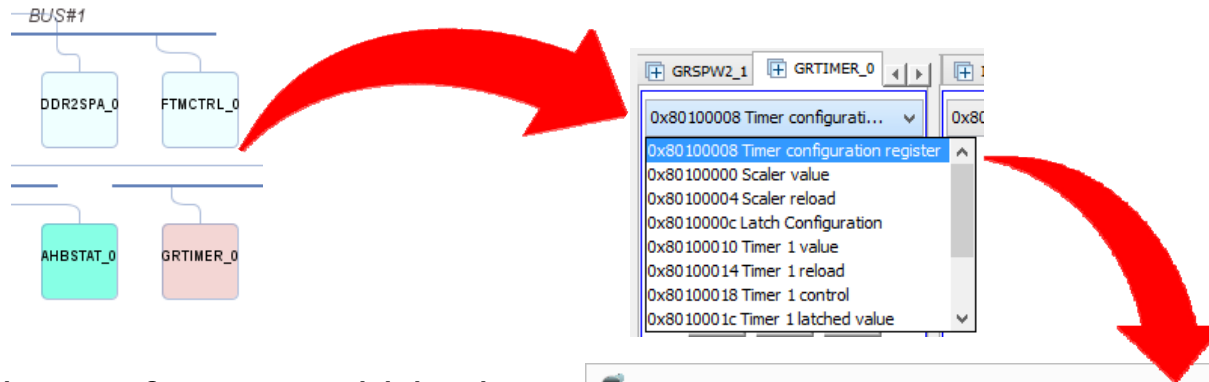 BUS#1
DDR2SPA_0 FTMCTRL_0
AHBSTAT_0 GRTIMER_0
GRSPW2_1 GRTIMER_0
0x80100008 Timer configurati... 0x80
0x80100008 Timer configuration register
0x80100000 Scaler value
0x80100004 Scaler reload
0x8010000c Latch Configuration
0x80100010 Timer 1 value
0x80100014 Timer 1 reload
0x80100018 Timer 1 control
0x8010001c Timer 1 latched value